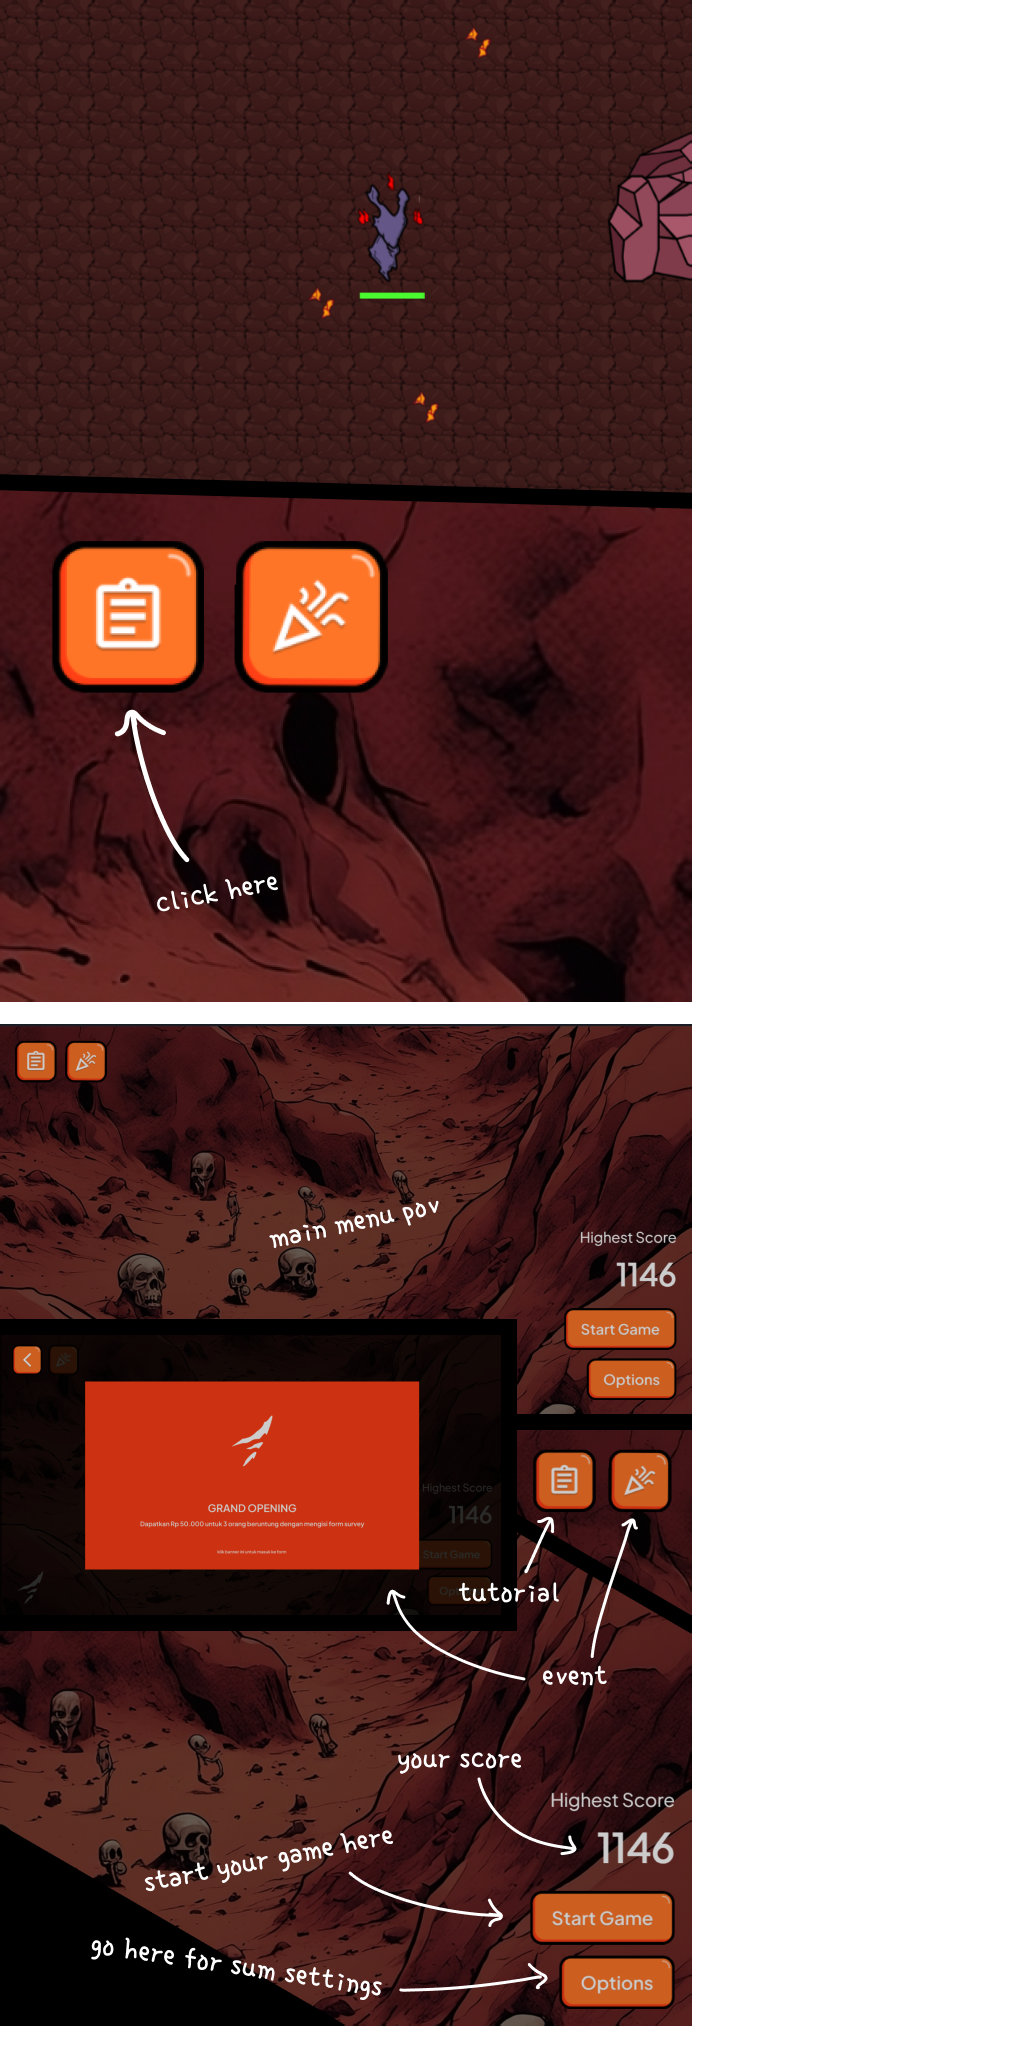 click here
main menu pov
Highest Score
1146
Start Game
Options
GRAND OPENING
Dapatkan Rp 50.000 untuk 3 orang beruntung dengan mengisi form survey
Klik banner ini untuk masuk ke form
Highest Score
1146
Start Game
tutorial
event
your score
Highest Score
1146
start your game here
Start Game
go here for sum settings
Options